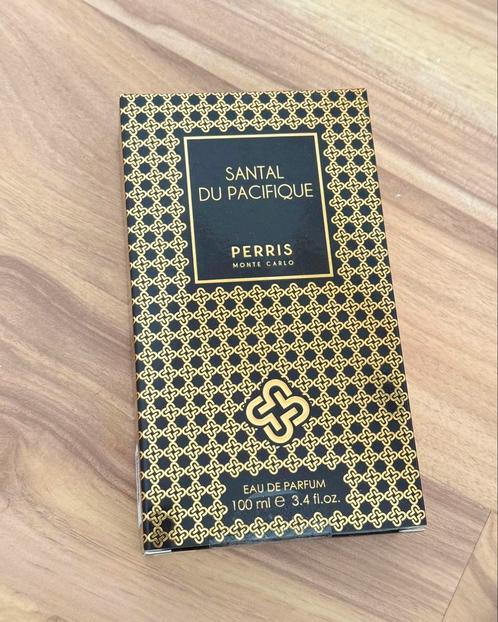 SANTAL
DU PACIFIQUE
PERRIS
MONTE CARLO
EAU DE PARFUM
100 ml ℮ 3.4 fl.oz.